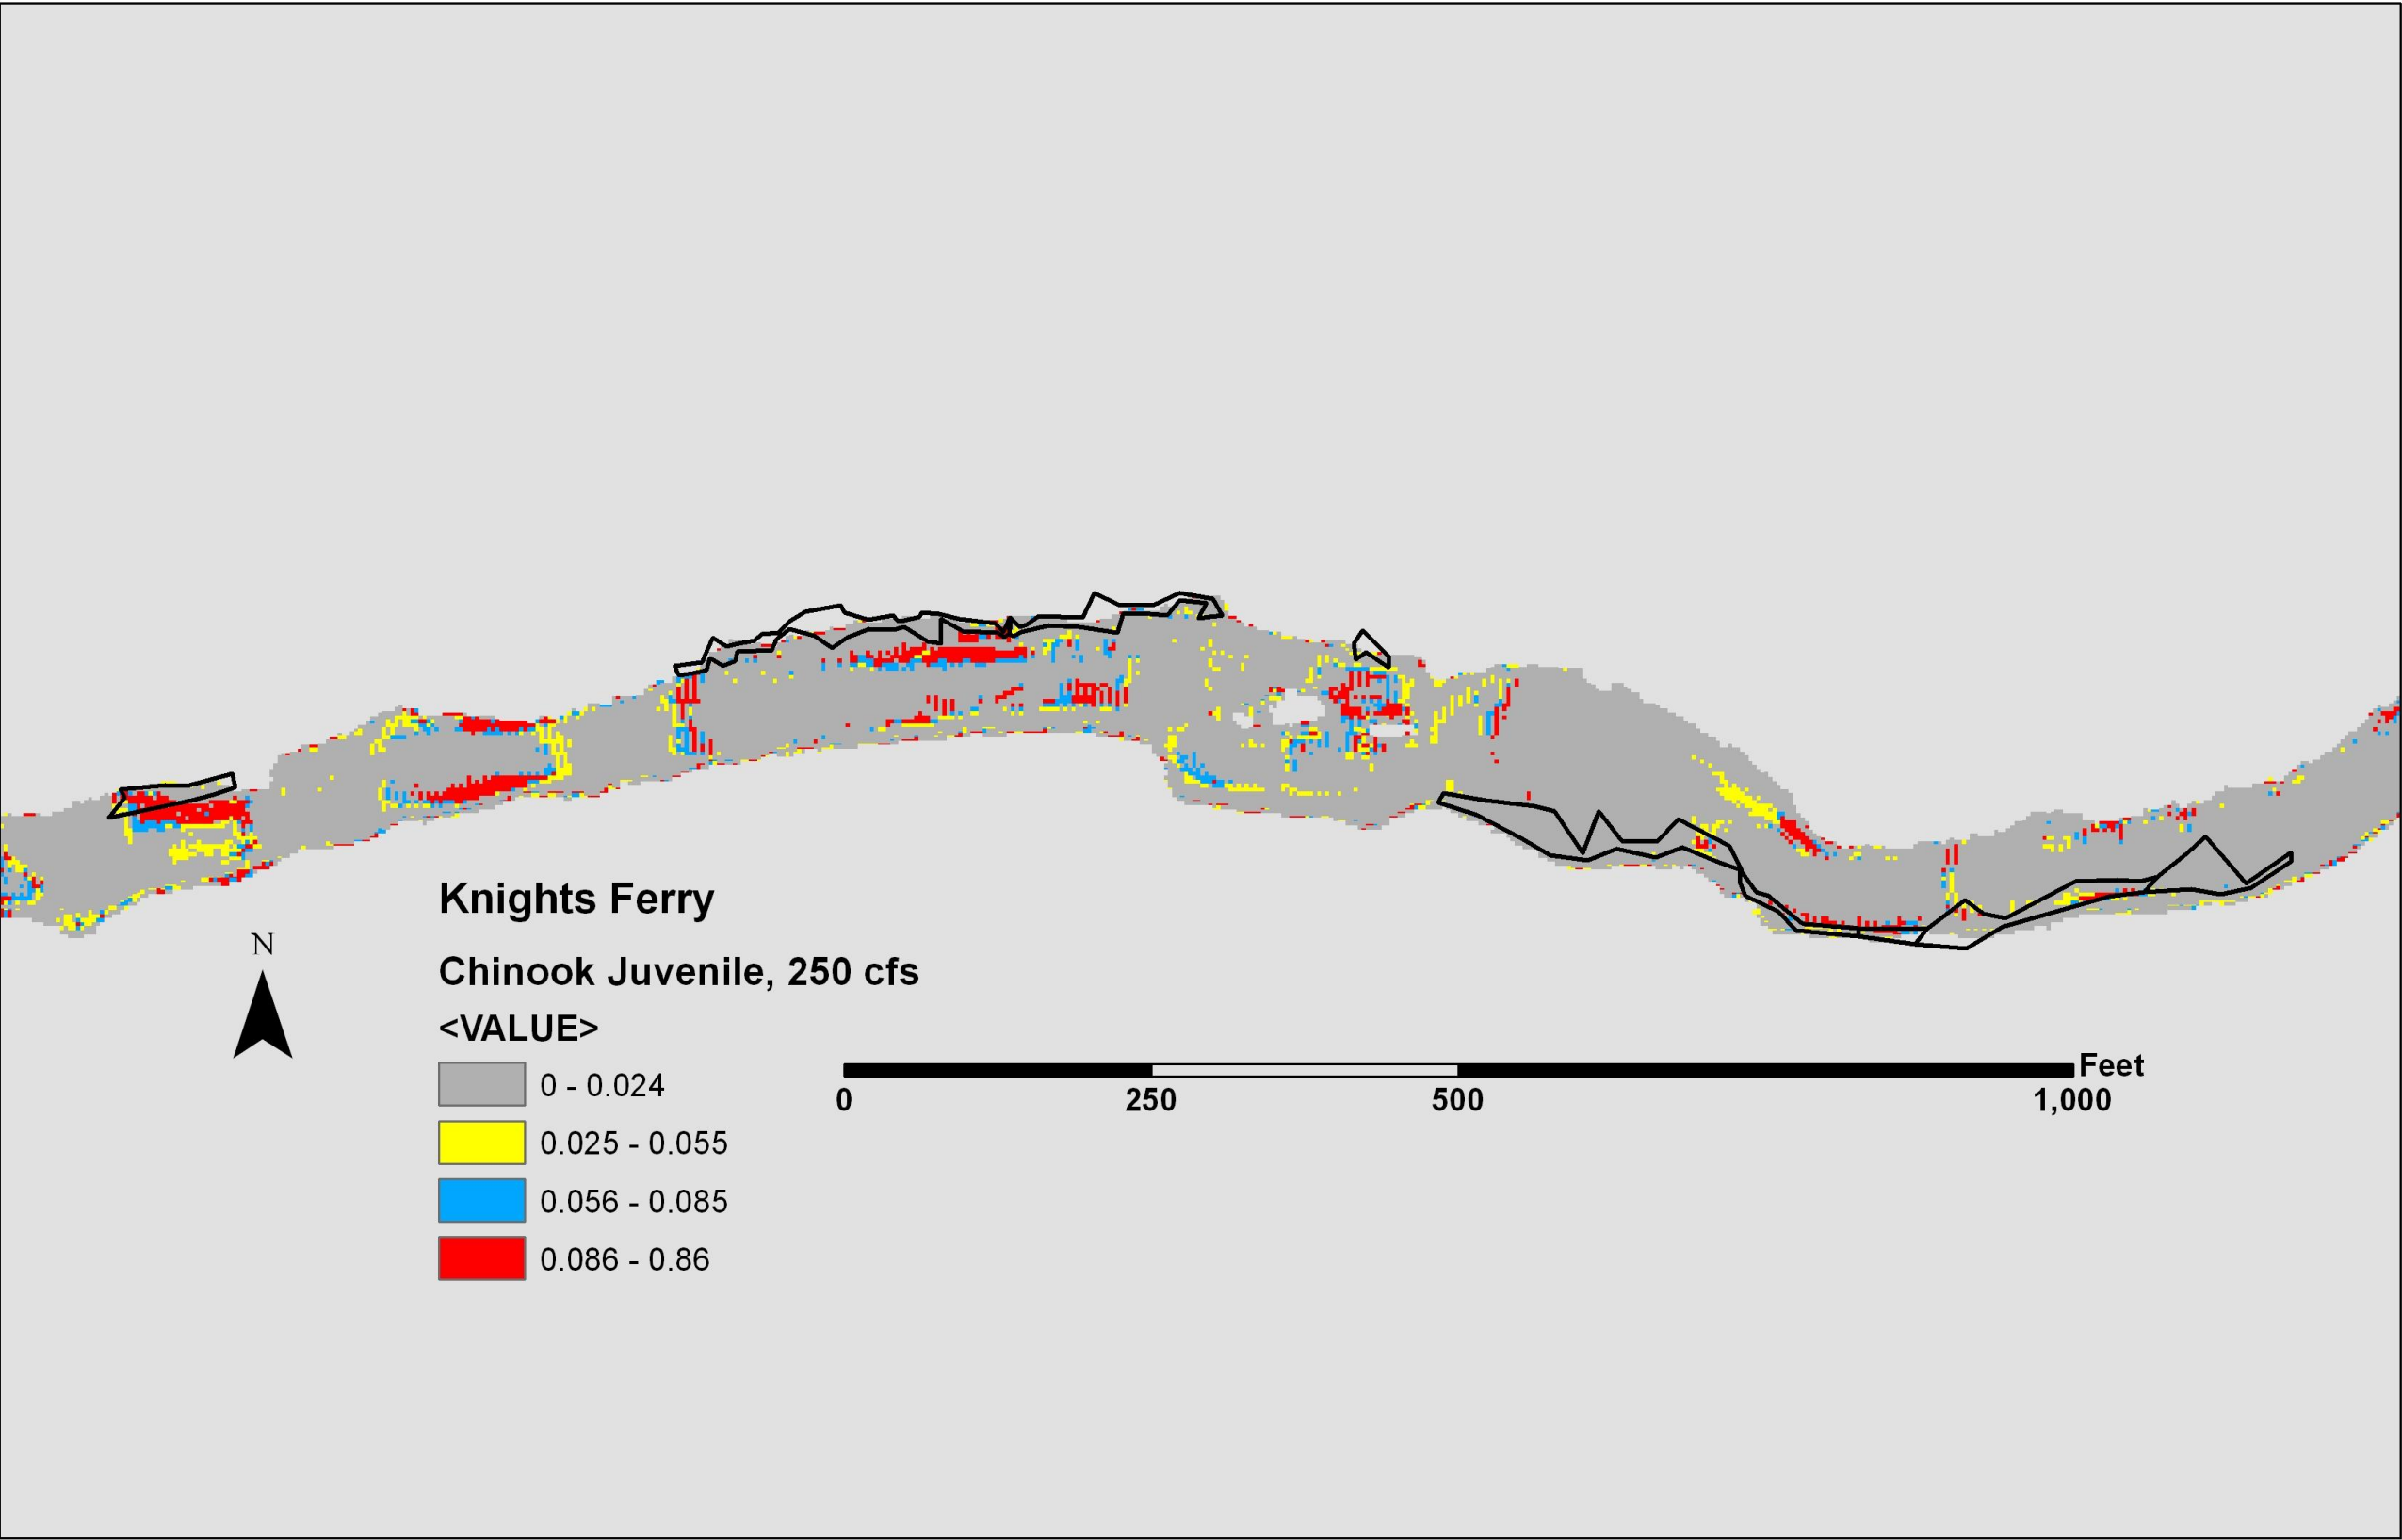 Knights Ferry
N
Chinook Juvenile, 250 cfs
<VALUE>
0 - 0.024
0.025 - 0.055
0.056 - 0.085
0.086 - 0.86
Feet
0 250 500 1,000